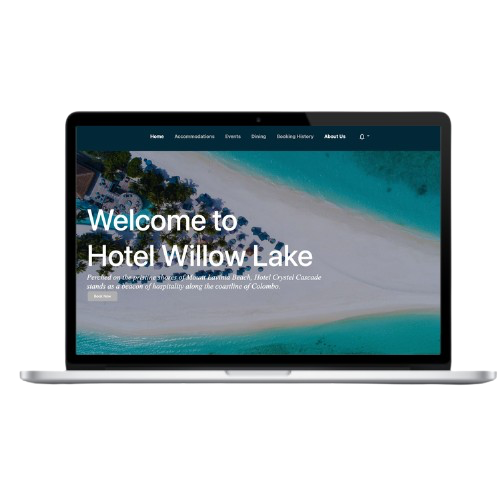 Home Accommodations Events Dining Booking History About Us
Welcome to
Hotel Willow Lake
Perched on the pristine shores of Mount Lavinia Beach, Hotel Crystel Cascade
stands as a beacon of hospitality along the coastline of Colombo.
Book Now